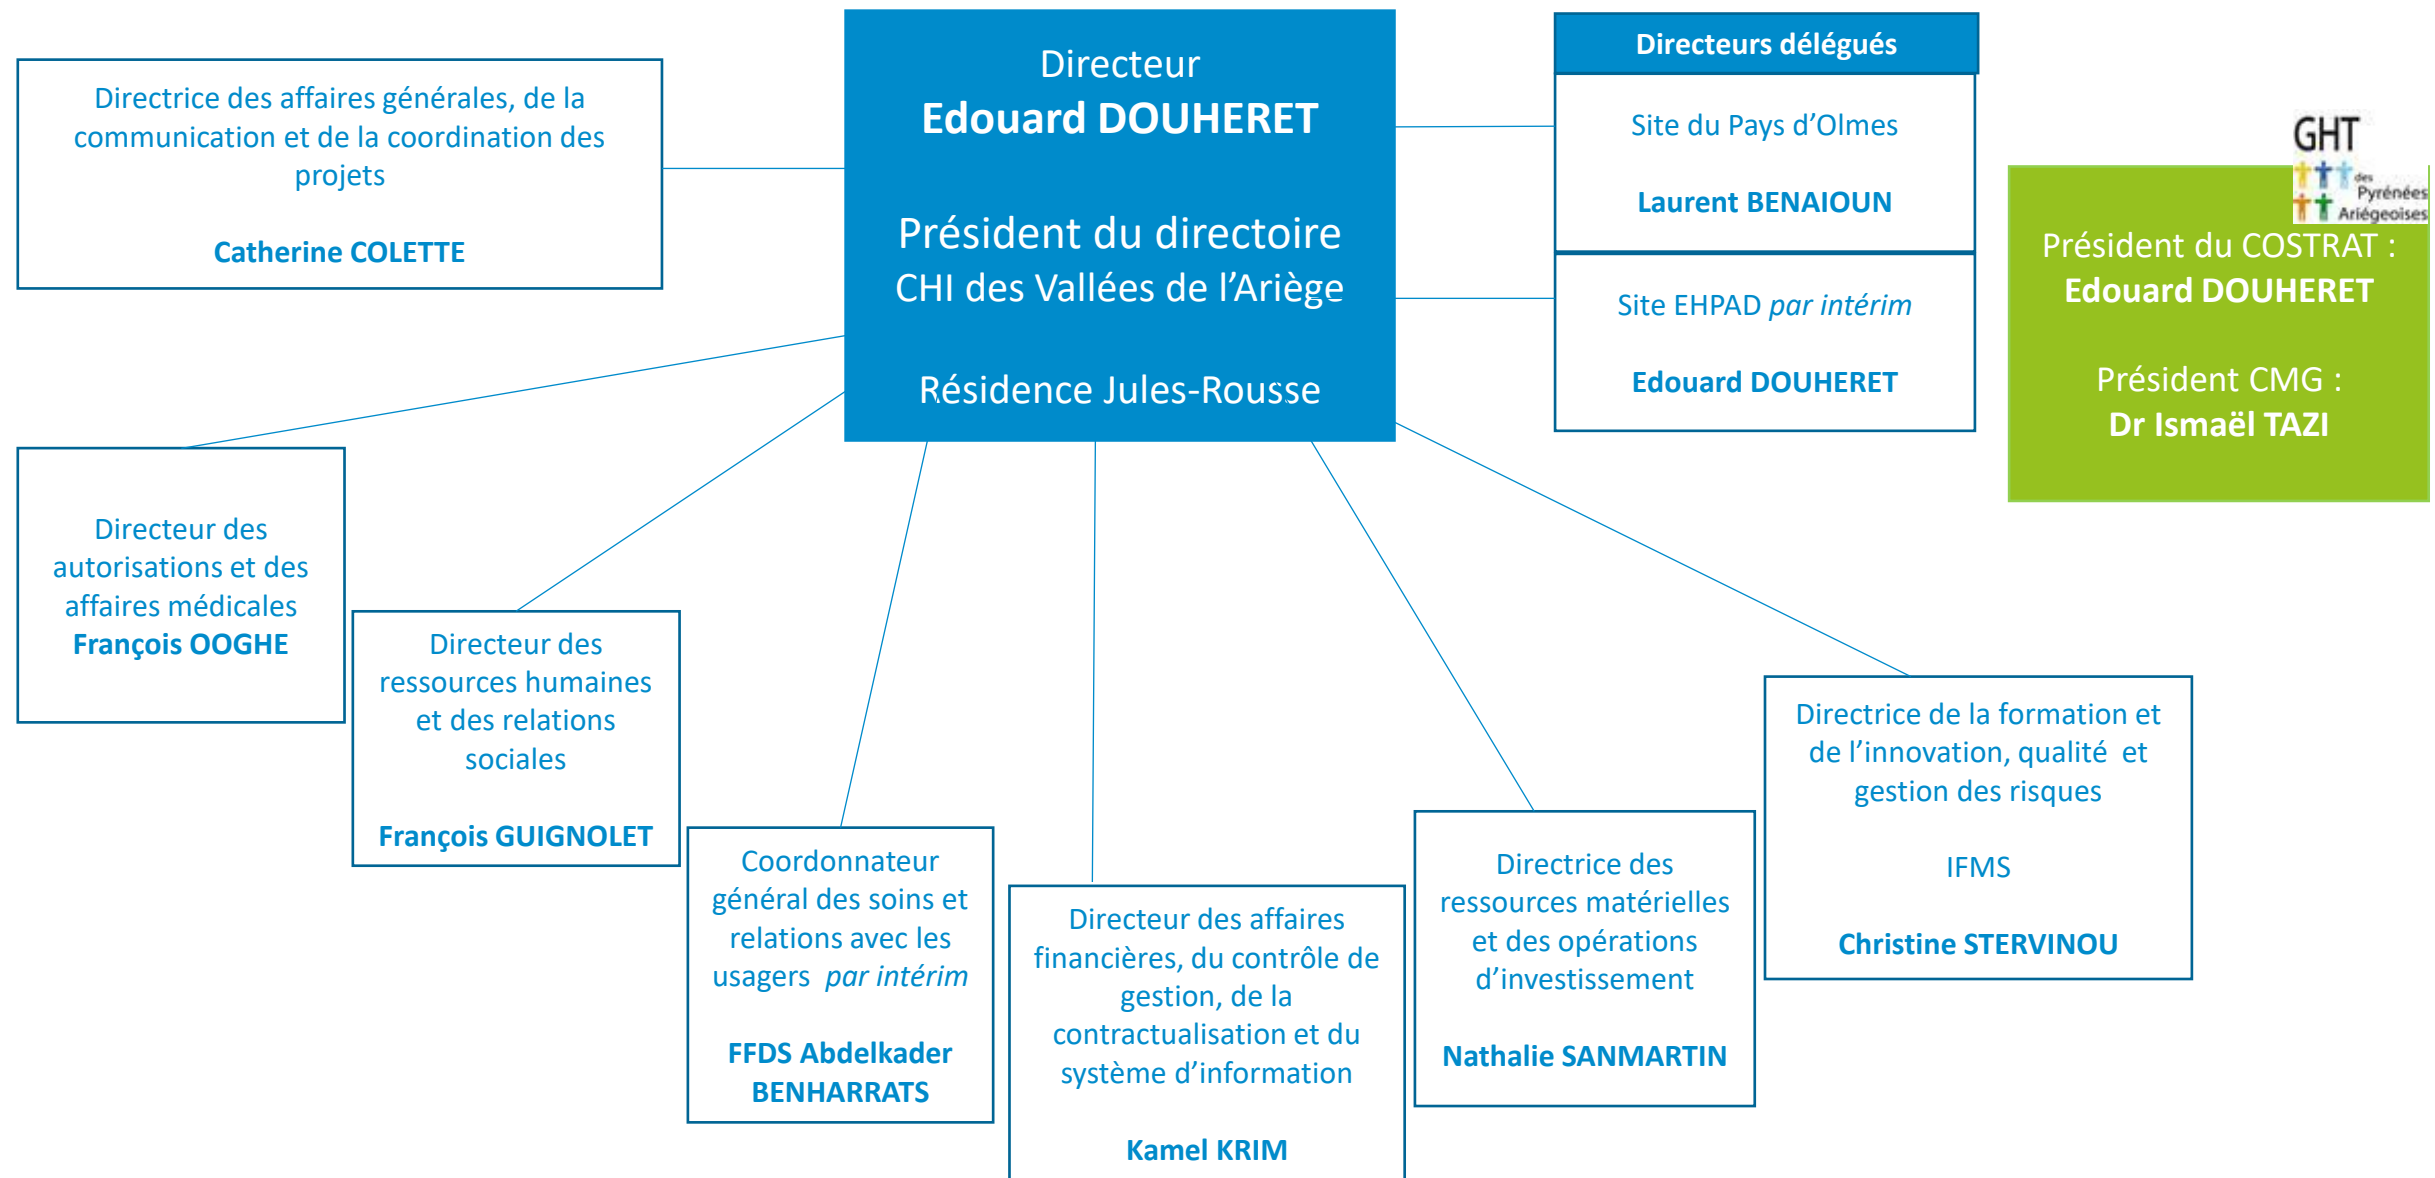 Directrice des affaires générales, de la
communication et de la coordination des
projets
Catherine COLETTE
Directeur
Edouard DOUHERET
Président du directoire
CHI des Vallées de l’Ariège
Résidence Jules-Rousse
Directeurs délégués
Site du Pays d’Olmes
Laurent BENAIOUN
Site EHPAD par intérim
Edouard DOUHERET
GHT
des
Pyrénées
Ariégeoises
Président du COSTRAT :
Edouard DOUHERET
Président CMG :
Dr Ismaël TAZI
Directeur des
autorisations et des
affaires médicales
François OOGHE
Directeur des
ressources humaines
et des relations
sociales
François GUIGNOLET
Coordonnateur
général des soins et
relations avec les
usagers par intérim
FFDS Abdelkader
BENHARRATS
Directeur des affaires
financières, du contrôle de
gestion, de la
contractualisation et du
système d’information
Kamel KRIM
Directrice des
ressources matérielles
et des opérations
d’investissement
Nathalie SANMARTIN
Directrice de la formation et
de l’innovation, qualité et
gestion des risques
IFMS
Christine STERVINOU